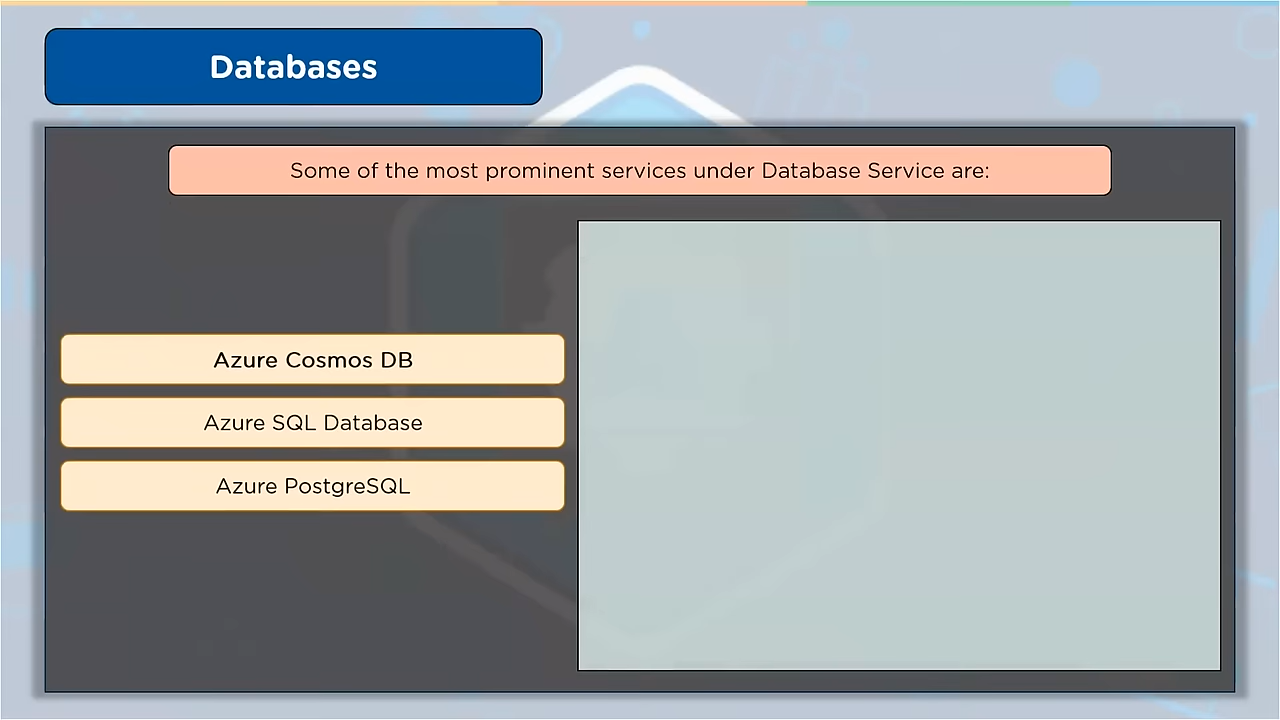 Databases
Some of the most prominent services under Database Service are:
Azure Cosmos DB
Azure SQL Database
Azure PostgreSQL